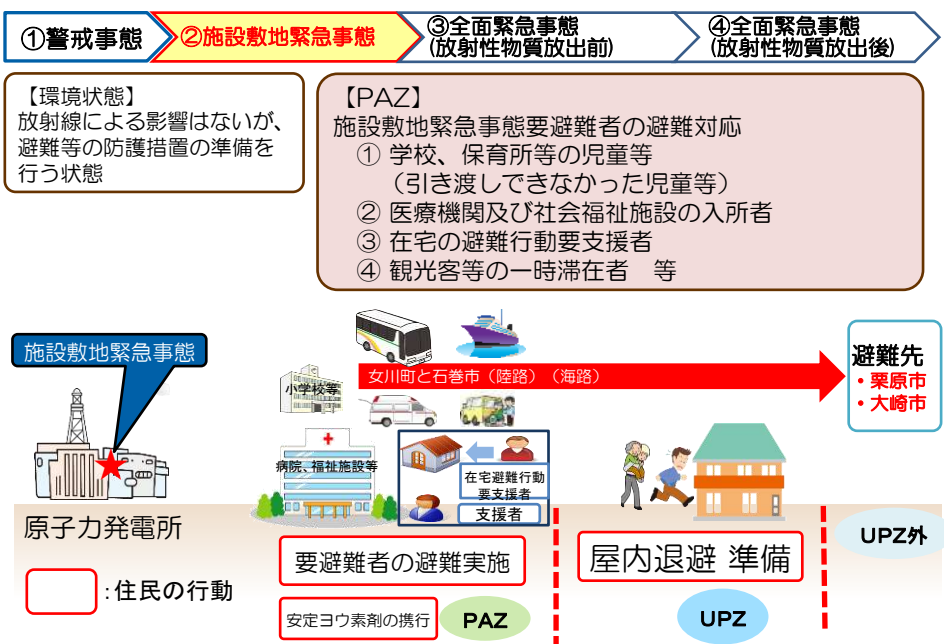 ①警戒事態
②施設敷地緊急事態
③全面緊急事態
(放射性物質放出前)
④全面緊急事態
(放射性物質放出後)
【環境状態】
放射線による影響はないが、
避難等の防護措置の準備を
行う状態
【PAZ】
施設敷地緊急事態要避難者の避難対応
① 学校、保育所等の児童等
（引き渡しできなかった児童等）
② 医療機関及び社会福祉施設の入所者
③ 在宅の避難行動要支援者
④ 観光客等の一時滞在者　等
施設敷地緊急事態
女川町と石巻市（陸路）（海路）
避難先
・栗原市
・大崎市
小学校等
病院、福祉施設等
在宅避難行動
要支援者
支援者
原子力発電所
:住民の行動
要避難者の避難実施
安定ヨウ素剤の携行
PAZ
屋内退避 準備
UPZ
UPZ外